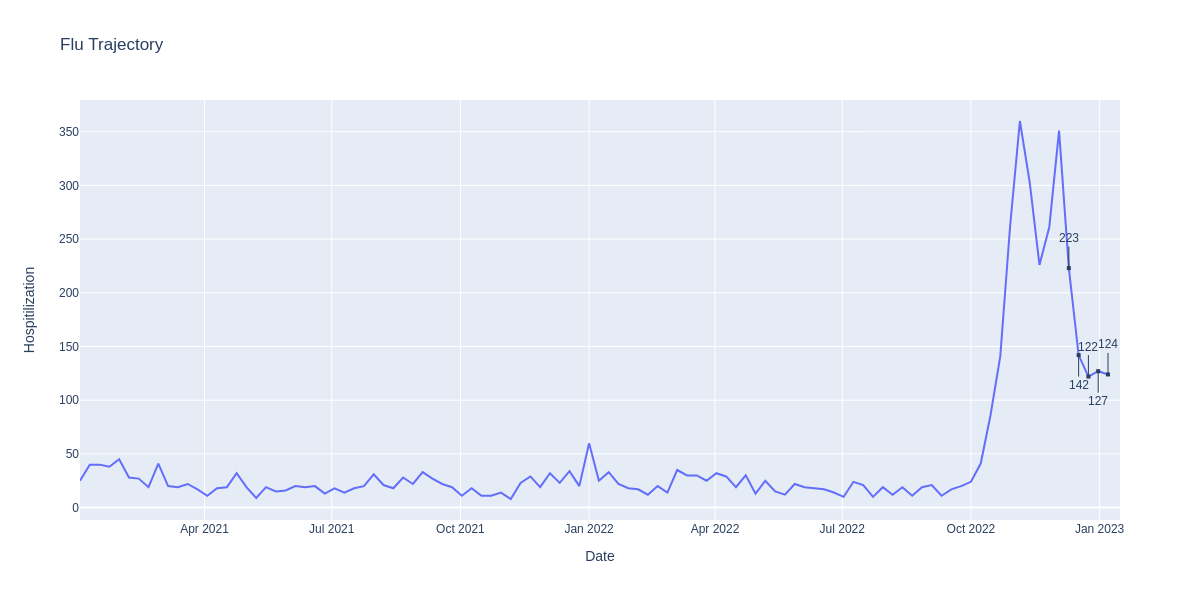 Flu Trajectory
Hospitilization
350
300
250
200
150
100
50
0
223
122
124
142
127
Apr 2021
Jul 2021
Oct 2021
Jan 2022
Apr 2022
Jul 2022
Oct 2022
Jan 2023
Date